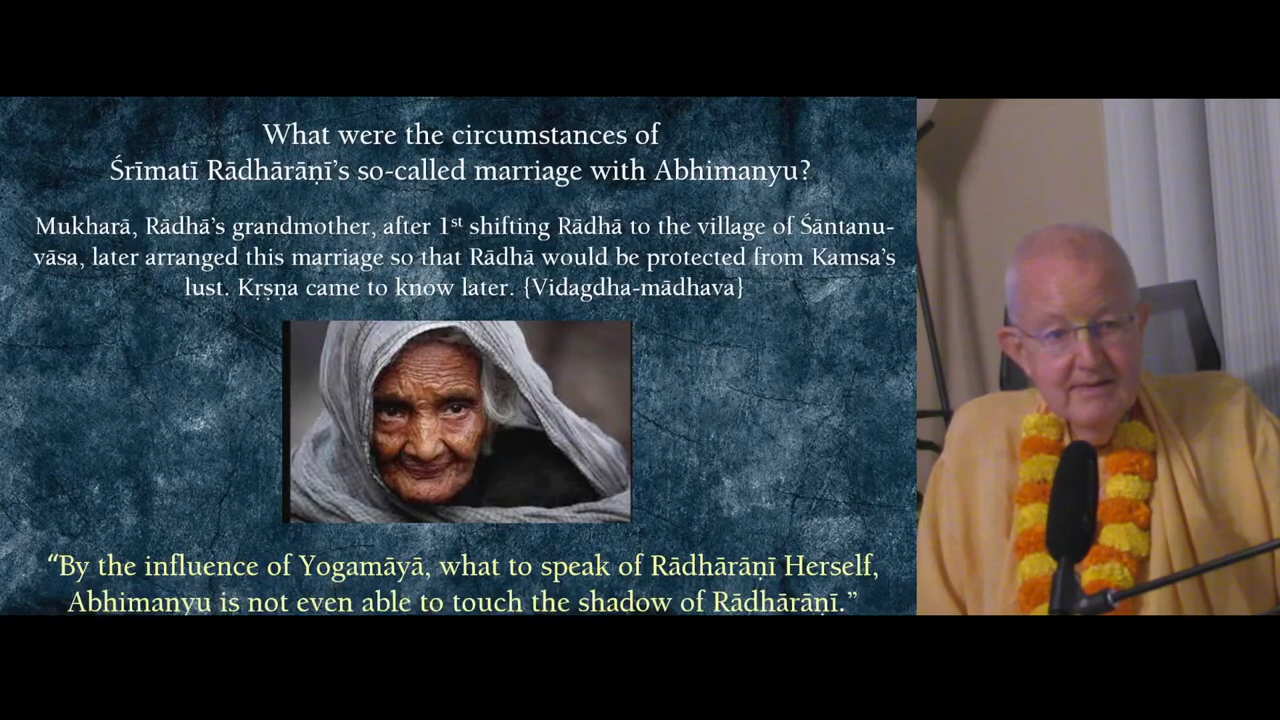 What were the circumstances of
Śrīmatī Rādhārāṇī's so-called marriage with Abhimanyu?
Mukharā, Rādhā's grandmother, after 1st shifting Rādhā to the village of Śāntanu-
vāsa, later arranged this marriage so that Rādhā would be protected from Kamsa's
lust. Kṛṣṇa came to know later. {Vidagdha-mādhava}
“By the influence of Yogamāyā, what to speak of Rādhārāṇī Herself,
Abhimanyu is not even able to touch the shadow of Rādhārāṇī.”